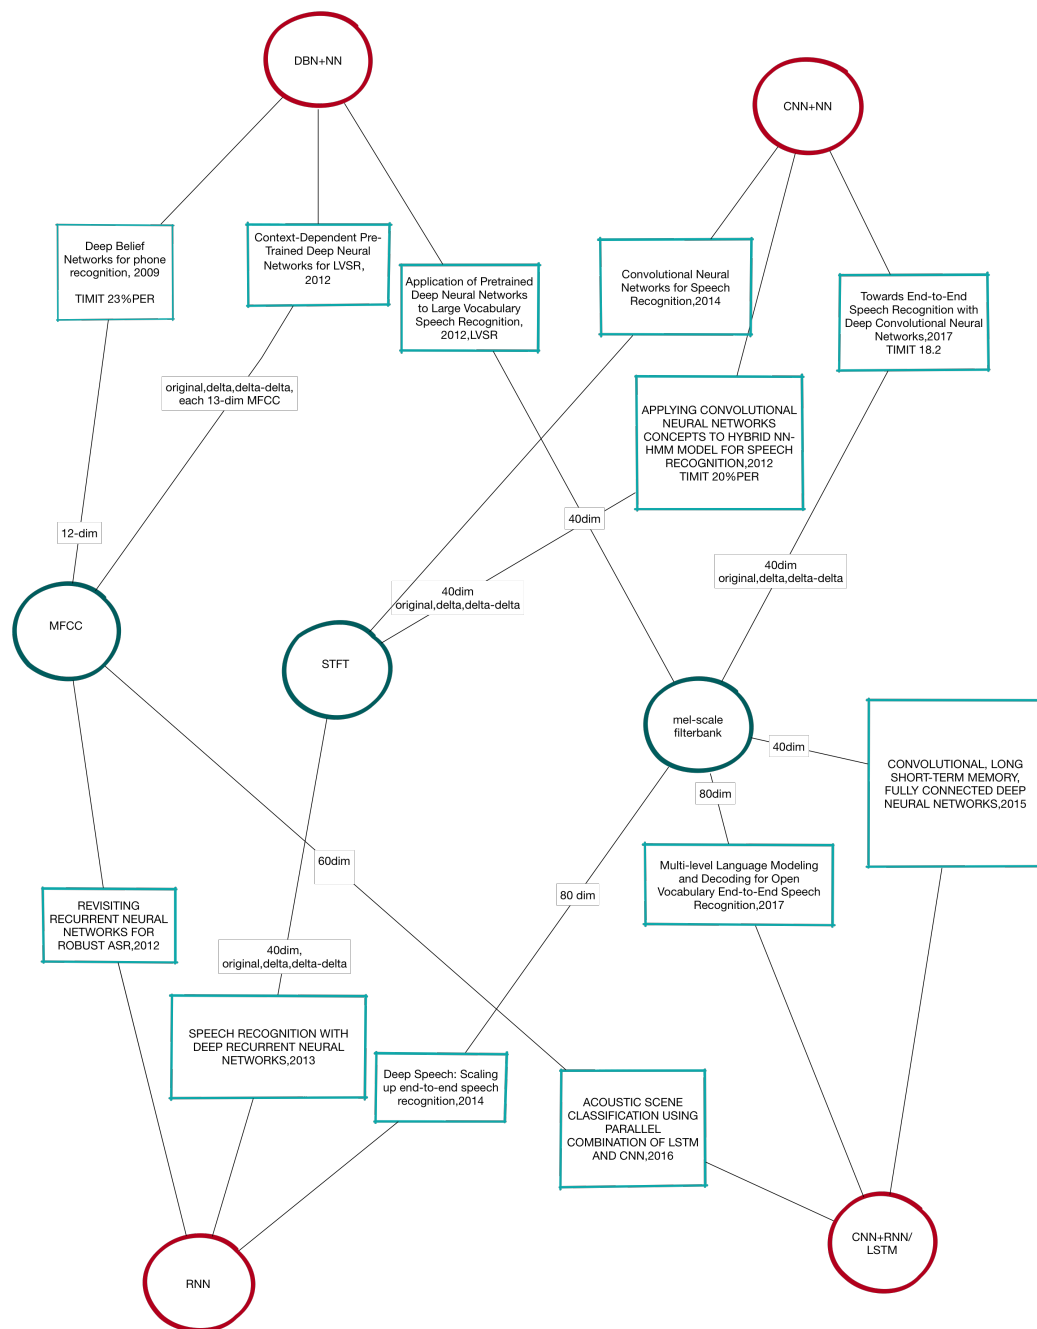 DBN+NN
CNN+NN
Deep Belief
Networks for phone
recognition, 2009
TIMIT 23%PER
Context-Dependent Pre-
Trained Deep Neural
Networks for LVSR,
2012
Application of Pretrained
Deep Neural Networks
to Large Vocabulary
Speech Recognition,
2012,LVSR
Convolutional Neural
Networks for Speech
Recognition,2014
Towards End-to-End
Speech Recognition with
Deep Convolutional Neural
Networks,2017
TIMIT 18.2
original,delta,delta-delta,
each 13-dim MFCC
APPLYING CONVOLUTIONAL
NEURAL NETWORKS
CONCEPTS TO HYBRID NN-
HMM MODEL FOR SPEECH
RECOGNITION,2012
TIMIT 20%PER
12-dim
40dim
40dim
original,delta,delta-delta
40dim
original,delta,delta-delta
MFCC
STFT
mel-scale
filterbank
40dim
80dim
CONVOLUTIONAL, LONG
SHORT-TERM MEMORY,
FULLY CONNECTED DEEP
NEURAL NETWORKS,2015
60dim
80 dim
Multi-level Language Modeling
and Decoding for Open
Vocabulary End-to-End Speech
Recognition,2017
REVISITING
RECURRENT NEURAL
NETWORKS FOR
ROBUST ASR,2012
40dim,
original,delta,delta-delta
SPEECH RECOGNITION WITH
DEEP RECURRENT NEURAL
NETWORKS,2013
Deep Speech: Scaling
up end-to-end speech
recognition,2014
ACOUSTIC SCENE
CLASSIFICATION USING
PARALLEL
COMBINATION OF LSTM
AND CNN,2016
CNN+RNN/
LSTM
RNN